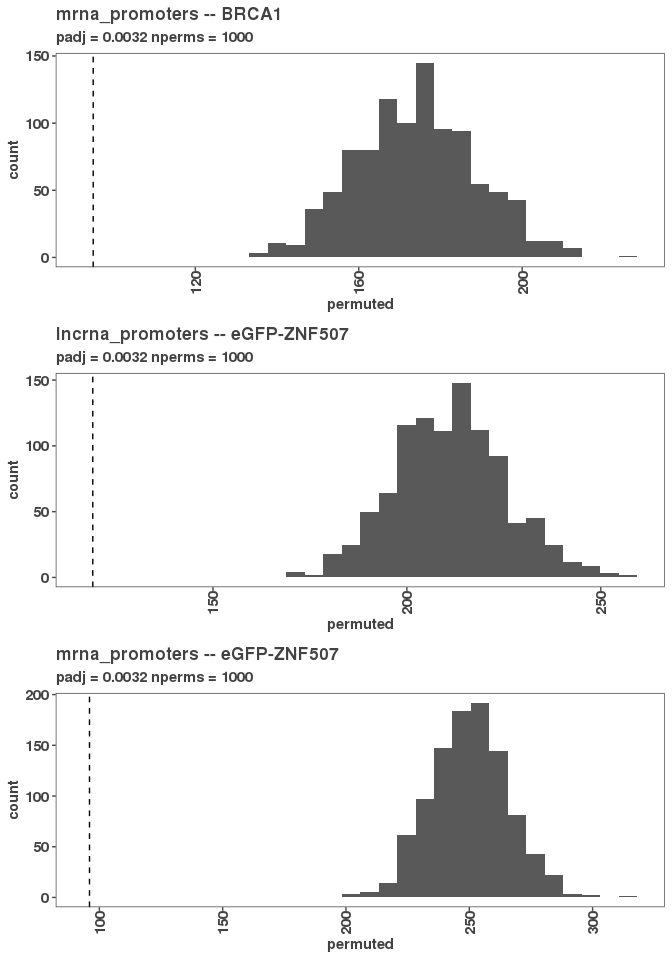 mrna_promoters -- BRCA1
padj = 0.0032 nperms = 1000
150
100
50
0
count
120
160
200
permuted
lncrna_promoters -- eGFP-ZNF507
padj = 0.0032 nperms = 1000
150
100
50
0
count
150
200
250
permuted
mrna_promoters -- eGFP-ZNF507
padj = 0.0032 nperms = 1000
200
150
100
50
0
count
100
150
200
250
300
permuted